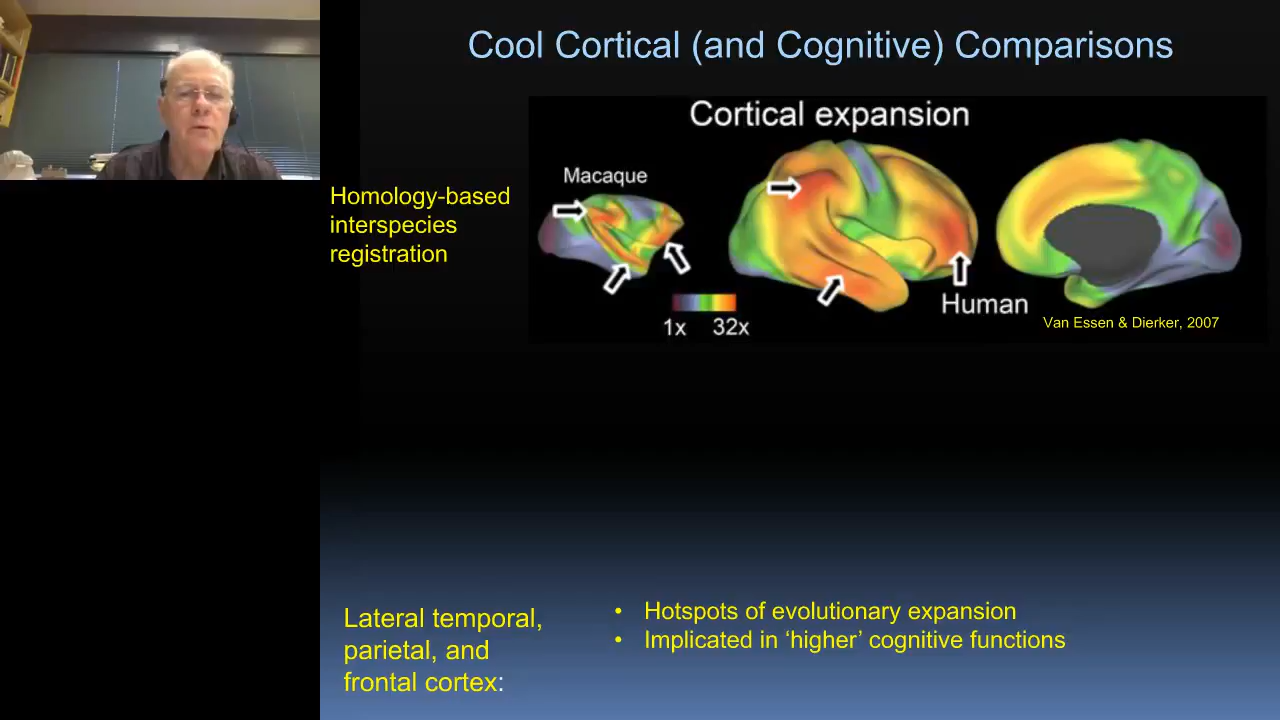 Cool Cortical (and Cognitive) Comparisons
Cortical expansion
Macaque
Homology-based
interspecies
registration
1x 32x
Human
Van Essen & Dierker, 2007
Lateral temporal,
parietal, and
frontal cortex:
• Hotspots of evolutionary expansion
• Implicated in ‘higher’ cognitive functions